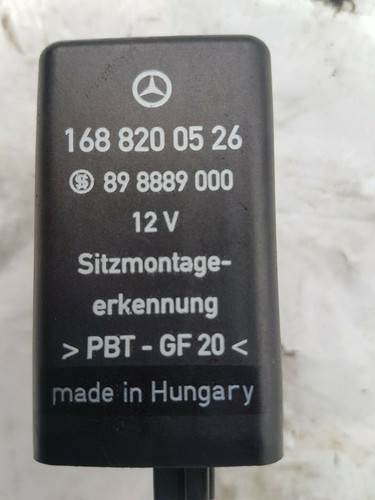 168 820 05 26
89 8889 000
12 V
Sitzmontage-
erkennung
> PBT - GF 20 <
made in Hungary